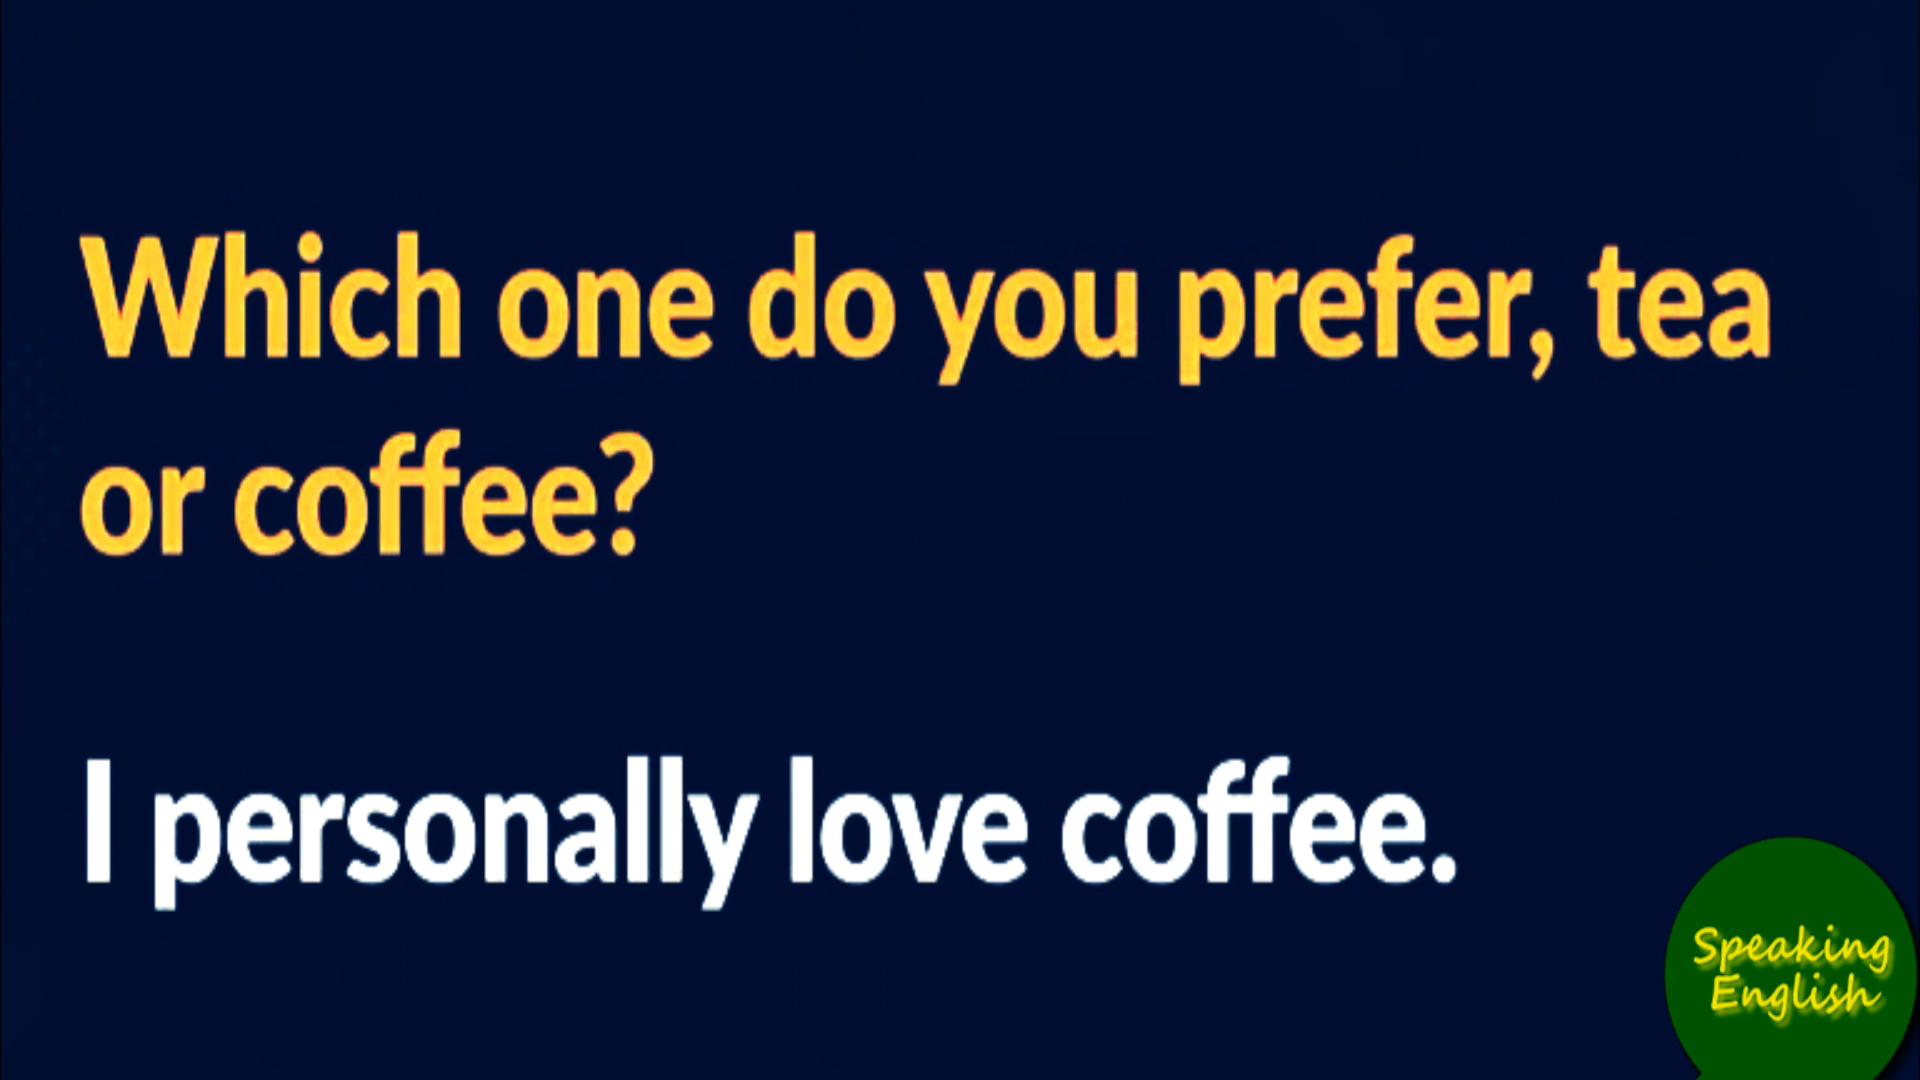 Which one do you prefer, tea
or coffee?
I personally love coffee.
Speaking
English